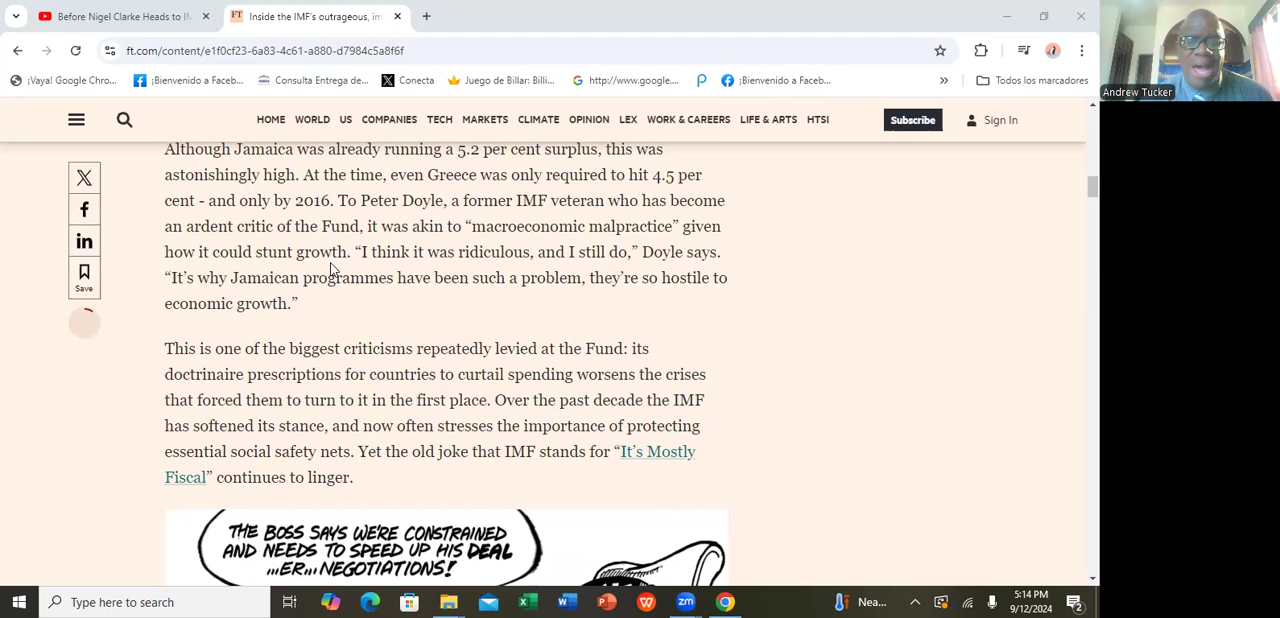 Before Nigel Clarke Heads to IM
Inside the IMF's outrageous, im
ft.com/content/e1f0cf23-6a83-4c61-a880-d7984c5a8f6f
¡Vaya! Google Chro...
¡Bienvenido a Faceb...
Consulta Entrega de...
Conecta
Juego de Billar: Billi...
http://www.google....
¡Bienvenido a Faceb...
»
Todos los marcadores
Andrew Tucker
HOME WORLD US COMPANIES TECH MARKETS CLIMATE OPINION LEX WORK & CAREERS LIFE & ARTS HTSI
Subscribe
Sign In
Although Jamaica was already running a 5.2 per cent surplus, this was
astonishingly high. At the time, even Greece was only required to hit 4.5 per
cent - and only by 2016. To Peter Doyle, a former IMF veteran who has become
an ardent critic of the Fund, it was akin to “macroeconomic malpractice” given
how it could stunt growth. “I think it was ridiculous, and I still do,” Doyle says.
“It’s why Jamaican programmes have been such a problem, they’re so hostile to
economic growth.”
Save
This is one of the biggest criticisms repeatedly levied at the Fund: its
doctrinaire prescriptions for countries to curtail spending worsens the crises
that forced them to turn to it in the first place. Over the past decade the IMF
has softened its stance, and now often stresses the importance of protecting
essential social safety nets. Yet the old joke that IMF stands for “It’s Mostly
Fiscal” continues to linger.
THE BOSS SAYS WE'RE CONSTRAINED
AND NEEDS TO SPEED UP HIS DEAL
...ER...NEGOTIATIONS!
Type here to search
Nea...
5:14 PM
9/12/2024
2